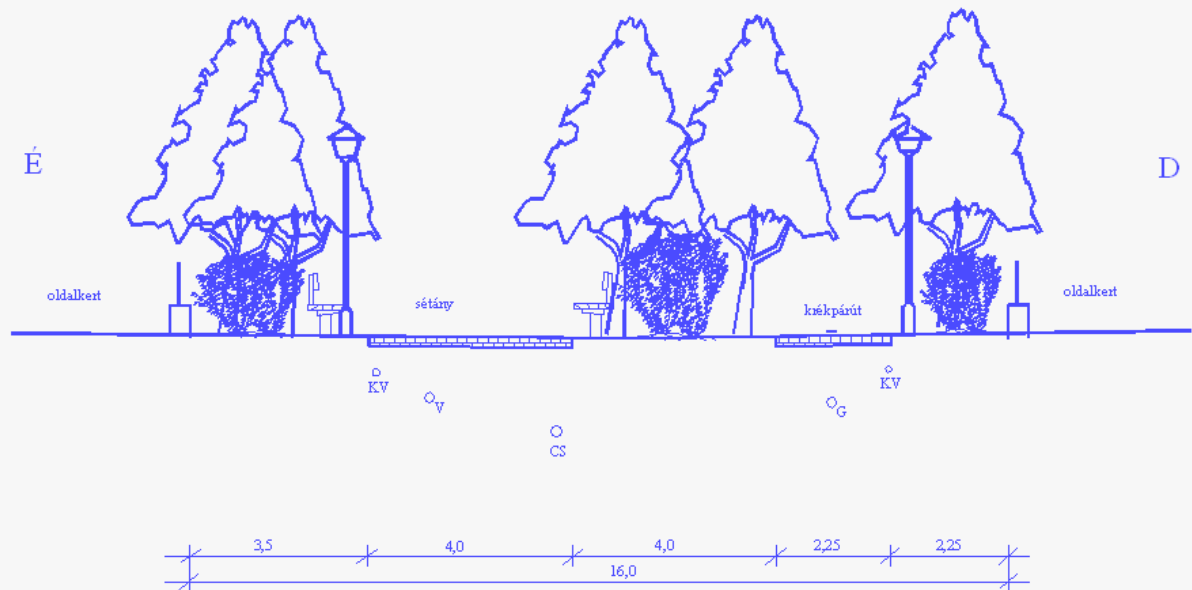 É
D
oldalkert
sétány
krékpárút
oldalkert
KV
V
CS
G
KV
3,5
4,0
4,0
2,25
2,25
16,0